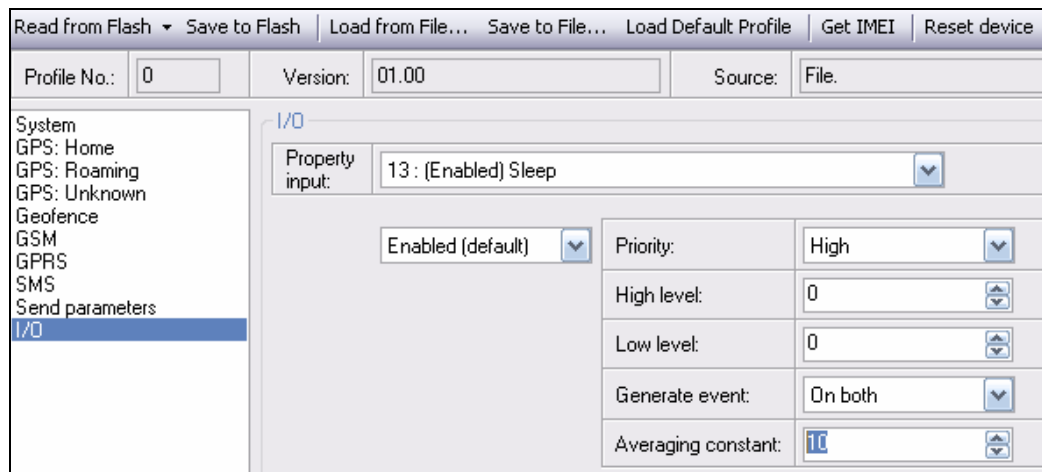 Read from Flash Save to Flash Load from File... Save to File... Load Default Profile Get IMEI Reset device
Profile No.: 0 Version: 01.00 Source: File.
System
GPS: Home
GPS: Roaming
GPS: Unknown
Geofence
GSM
GPRS
SMS
Send parameters
I/O
I/O
Property input: 13 : (Enabled) Sleep
Enabled (default) Priority: High
High level: 0
Low level: 0
Generate event: On both
Averaging constant: 10